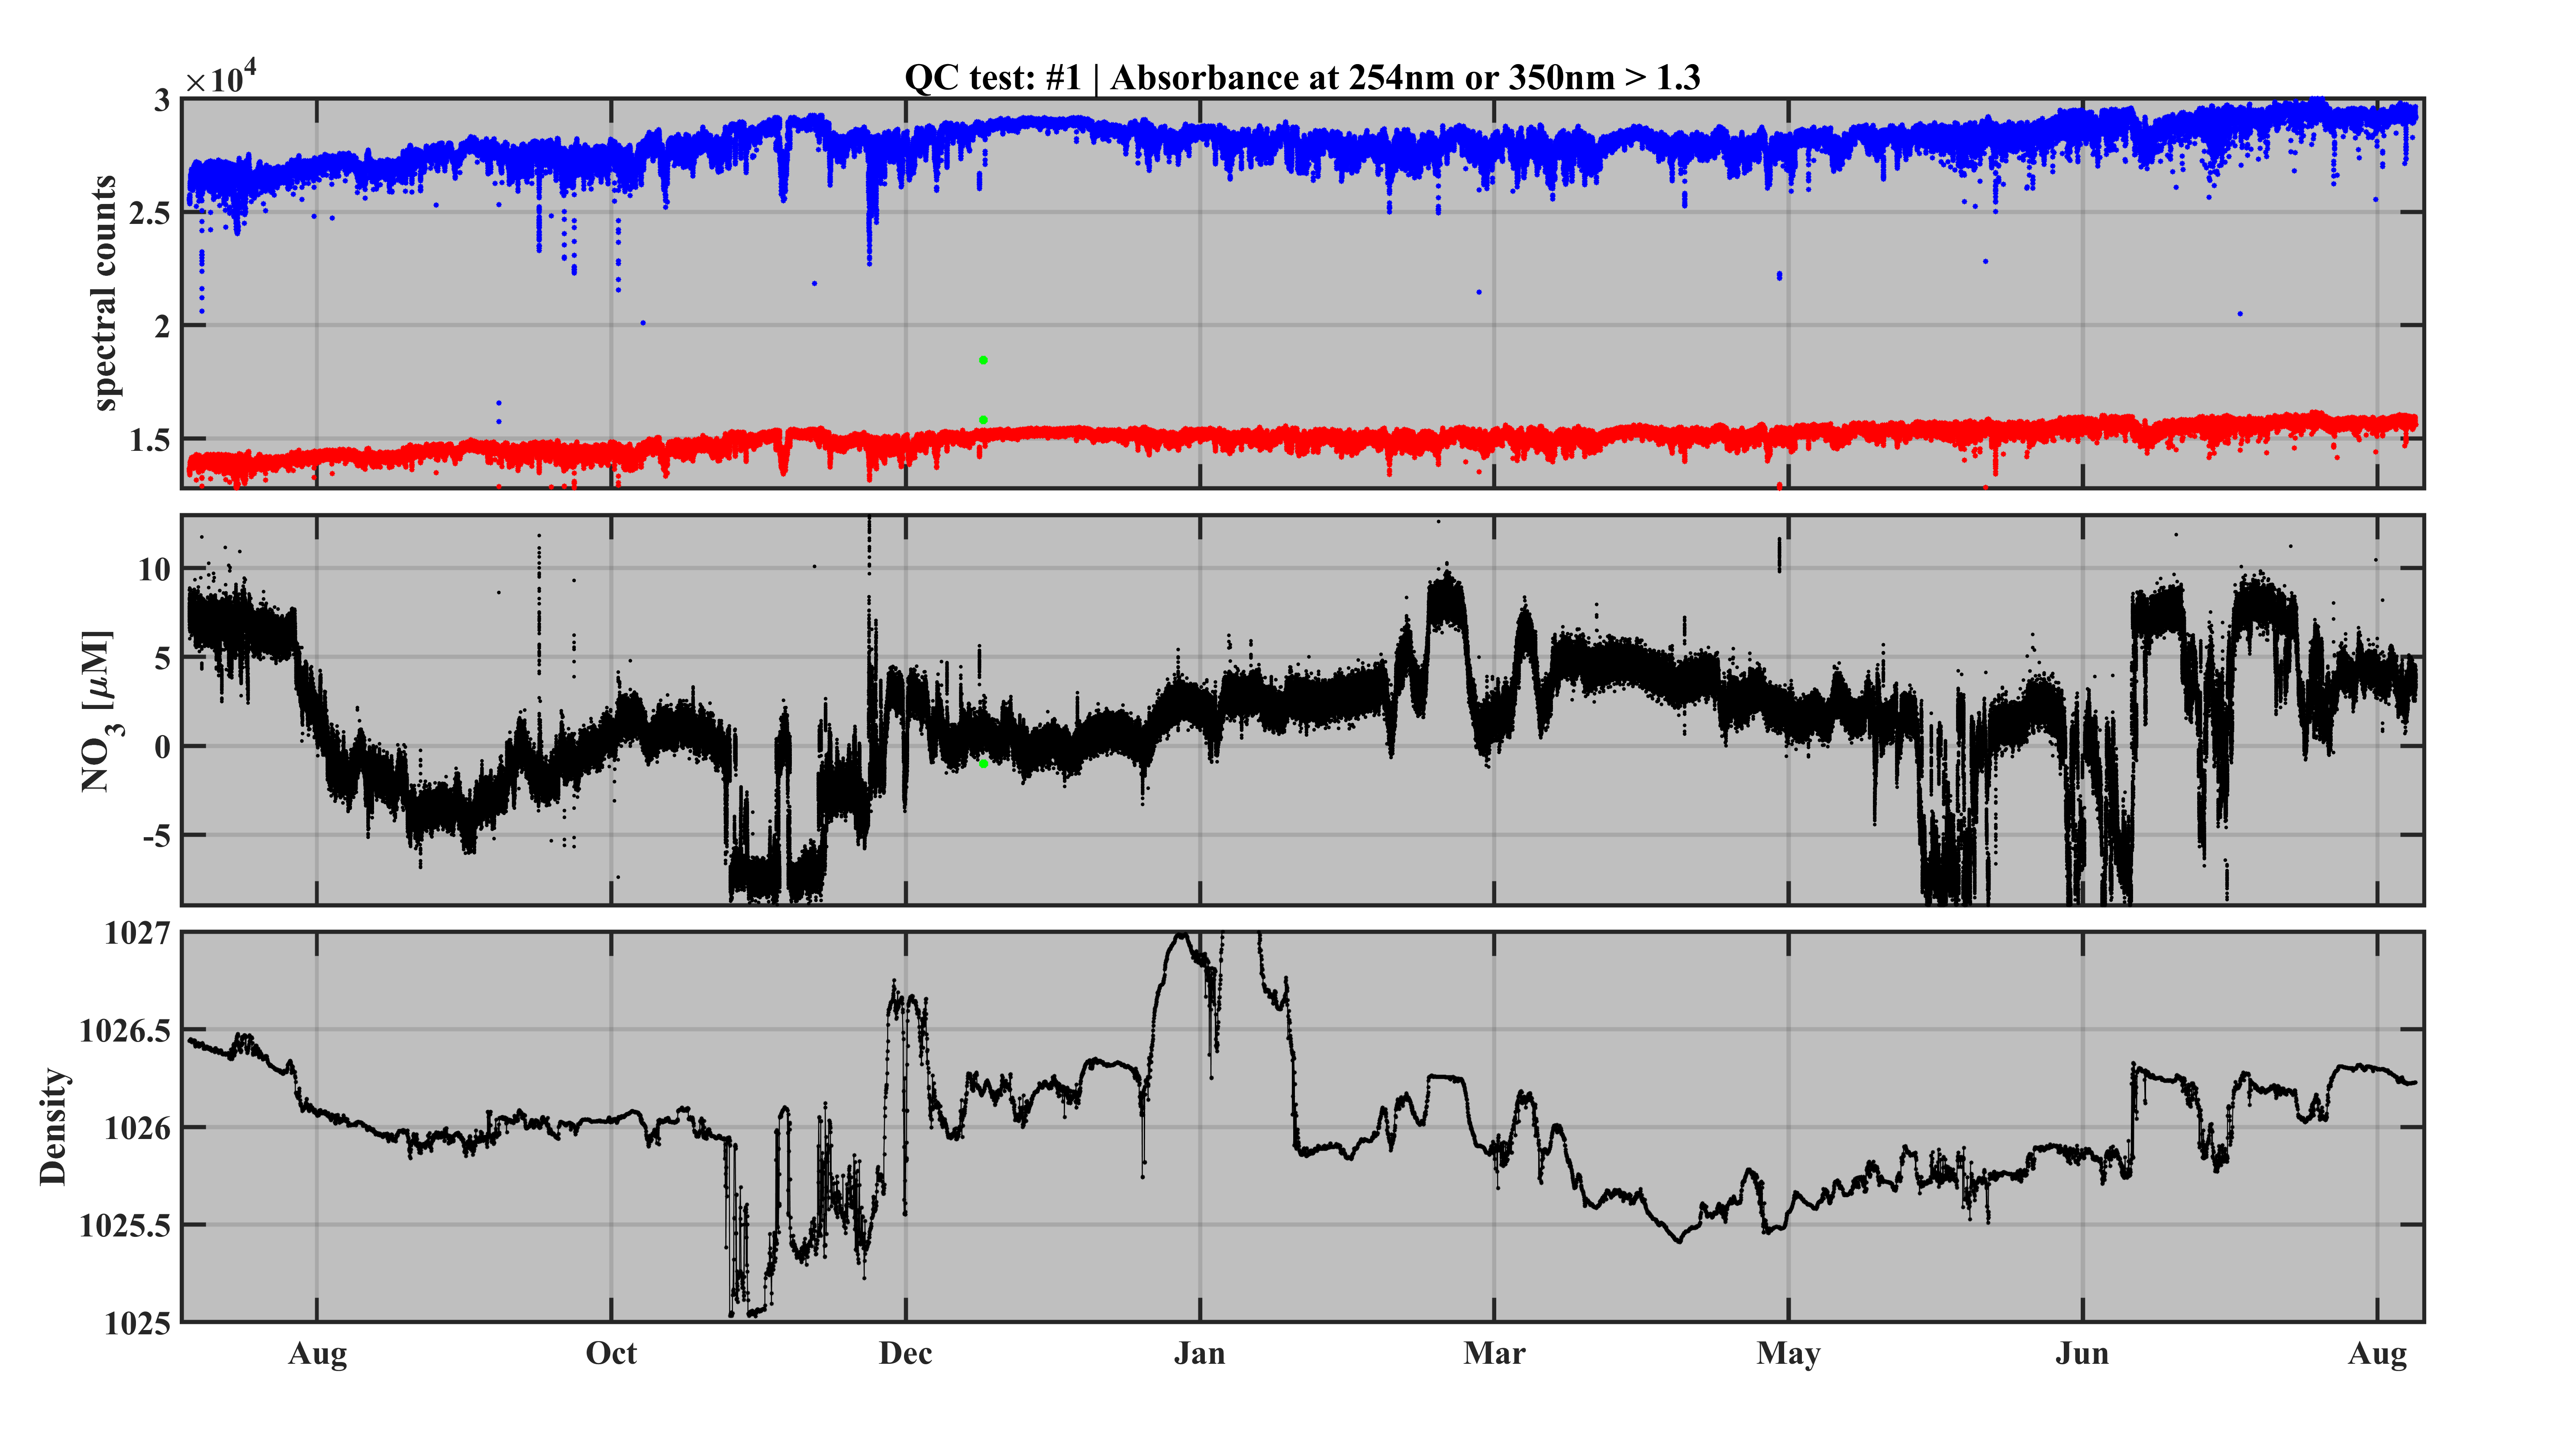 QC test: #1 | Absorbance at 254nm or 350nm > 1.3
×10⁴
3
2.5
2
1.5
spectral counts
10
5
0
-5
NO₃ [µM]
1027
1026.5
1026
1025.5
1025
Density
Aug Oct Dec Jan Mar May Jun Aug